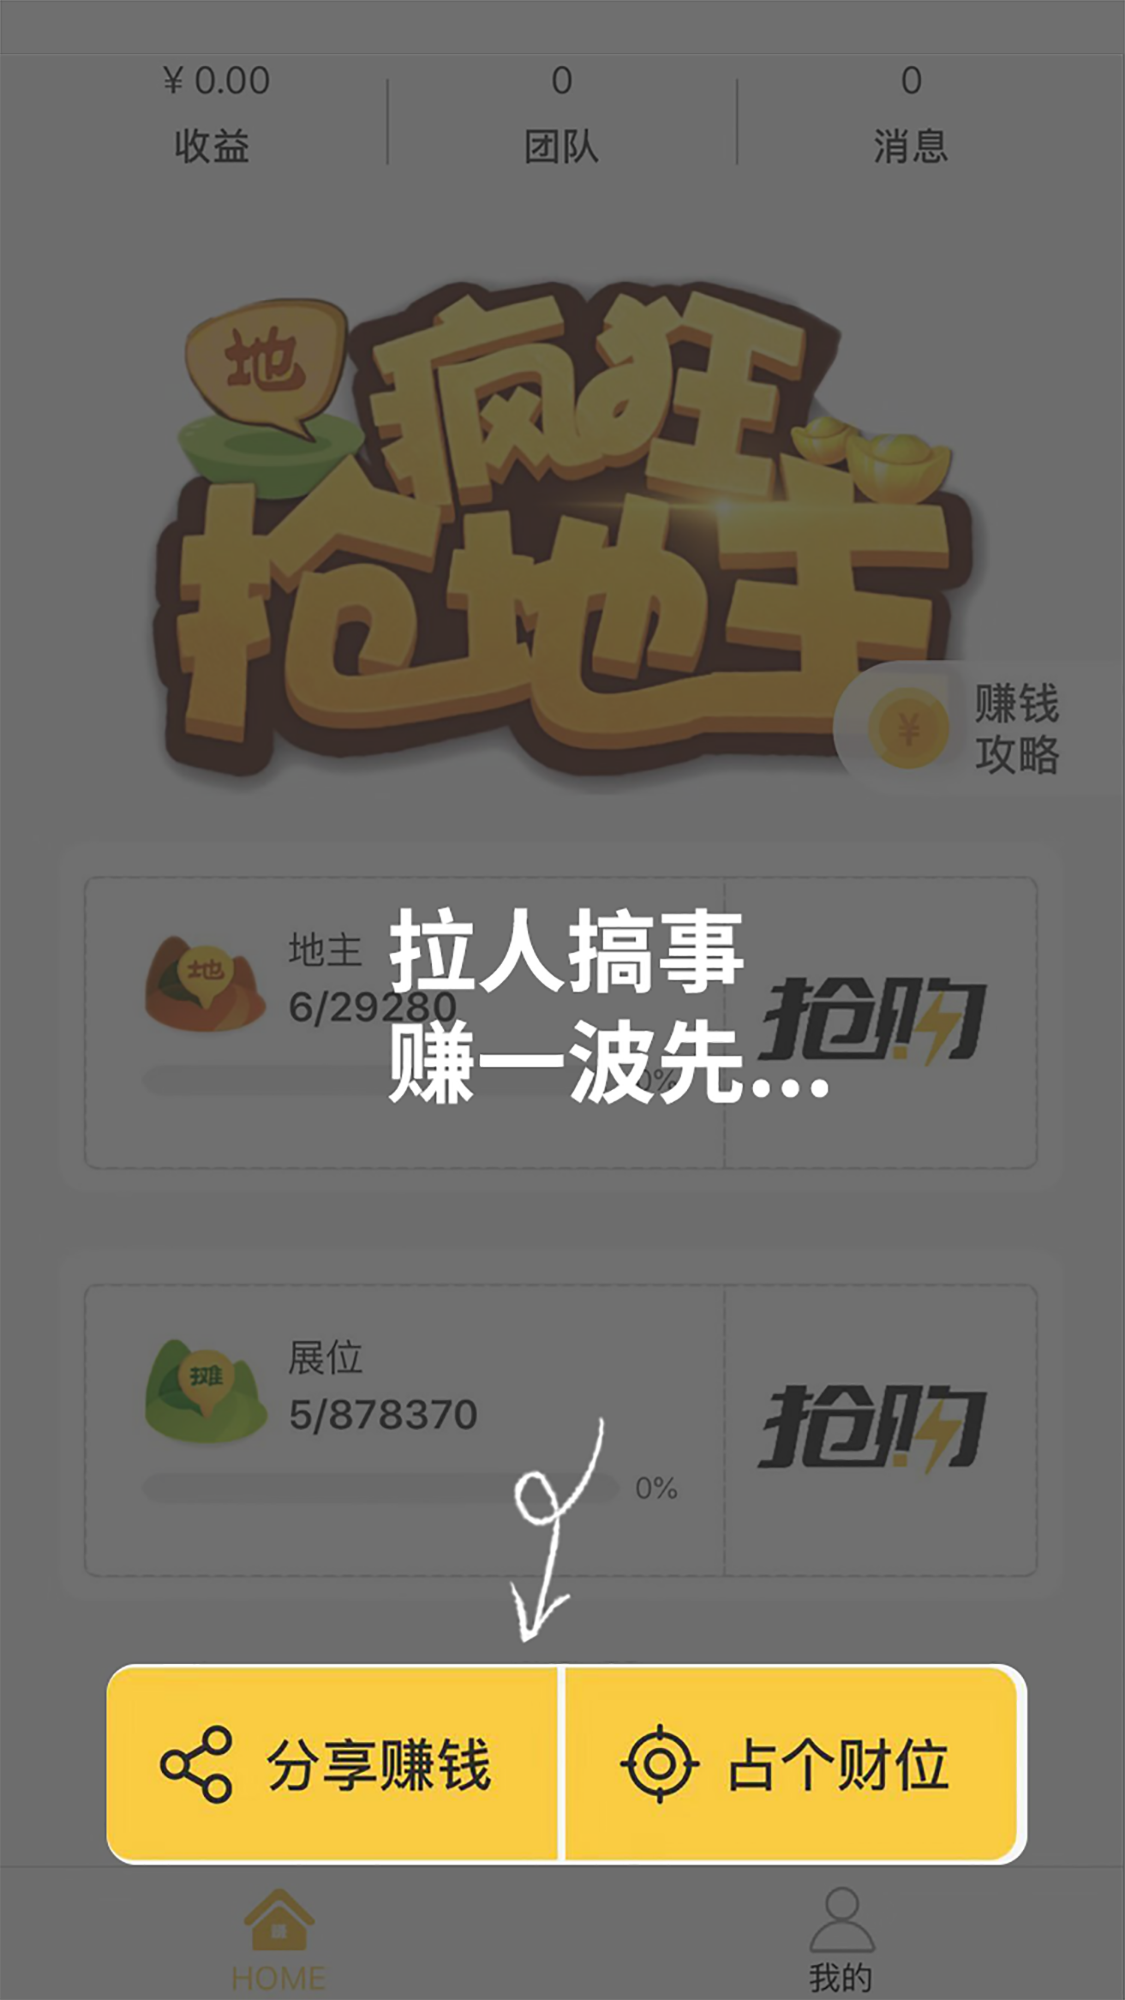 ¥ 0.00
0
0
收益
团队
消息
地
疯狂
抢地主
¥
赚钱
攻略
地
地主
6/29280
0%
抢购
拉人搞事
赚一波先...
摊
展位
5/878370
0%
抢购
分享赚钱
占个财位
HOME
我的